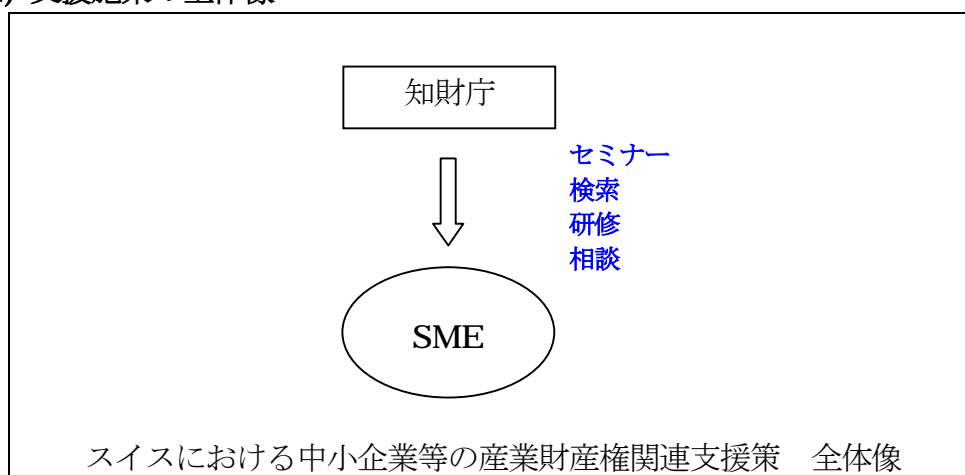 知財庁
セミナー
検索
研修
相談
SME
スイスにおける中小企業等の産業財産権関連支援策　全体像